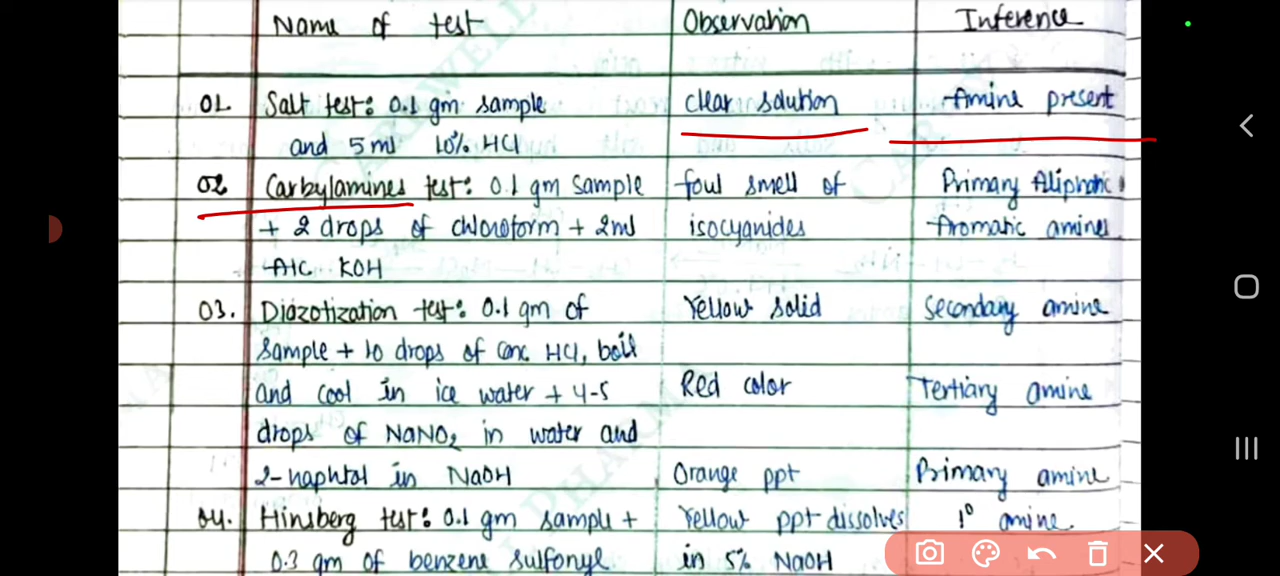 Name of test Observation Inference
01. Salt test: 0.1 gm sample clear solution Amine present
and 5 ml 10% HCl
02 Carbylamines test: 0.1 gm sample foul smell of Primary Aliphatic
+ 2 drops of chloroform + 2ml isocyanides Aromatic amines
Alc KOH
03. Diazotization test: 0.1 gm of Yellow solid Secondary amine
sample + 10 drops of conc. HCl, boil
and cool in ice water + 4-5 Red color Tertiary amine
drops of NaNO₂ in water and
2-naphtol in NaOH Orange ppt Primary amine
04. Hinsberg test: 0.1 gm sample + Yellow ppt dissolves 1° amine
0.3 gm of benzene sulfonyl in 5% NaOH